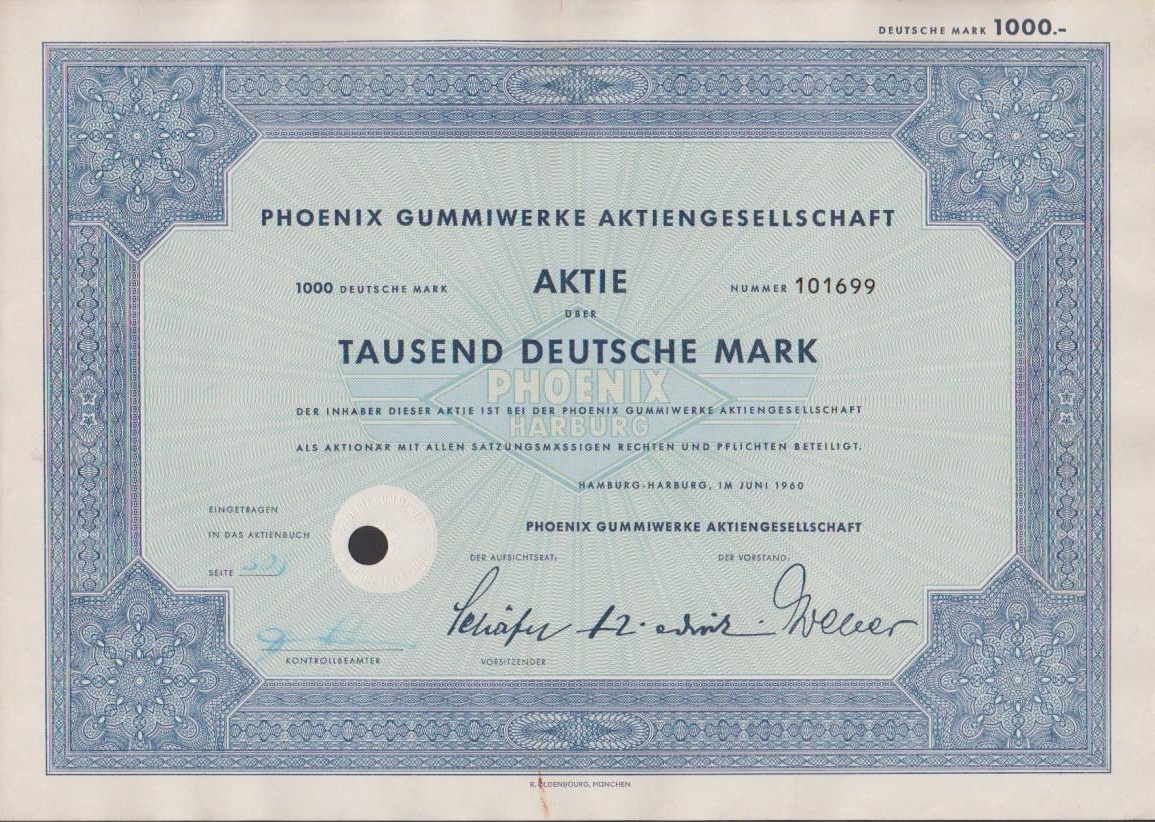 DEUTSCHE MARK 1000.-
PHOENIX GUMMIWERKE AKTIENGESELLSCHAFT
1000 DEUTSCHE MARK AKTIE NUMMER 101699
ÜBER
TAUSEND DEUTSCHE MARK
PHOENIX
DER INHABER DIESER AKTIE IST BEI DER PHOENIX GUMMIWERKE AKTIENGESELLSCHAFT
HARBURG
ALS AKTIONÄR MIT ALLEN SATZUNGSMÄSSIGEN RECHTEN UND PFLICHTEN BETEILIGT.
HAMBURG-HARBURG, IM JUNI 1960
EINGETRAGEN
IN DAS AKTIENBUCH
SEITE
PHOENIX GUMMIWERKE AKTIENGESELLSCHAFT
DER AUFSICHTSRAT: DER VORSTAND:
Schäfer Weber
KONTROLLBEAMTER VORSITZENDER
R. OLDENBOURG, MÜNCHEN